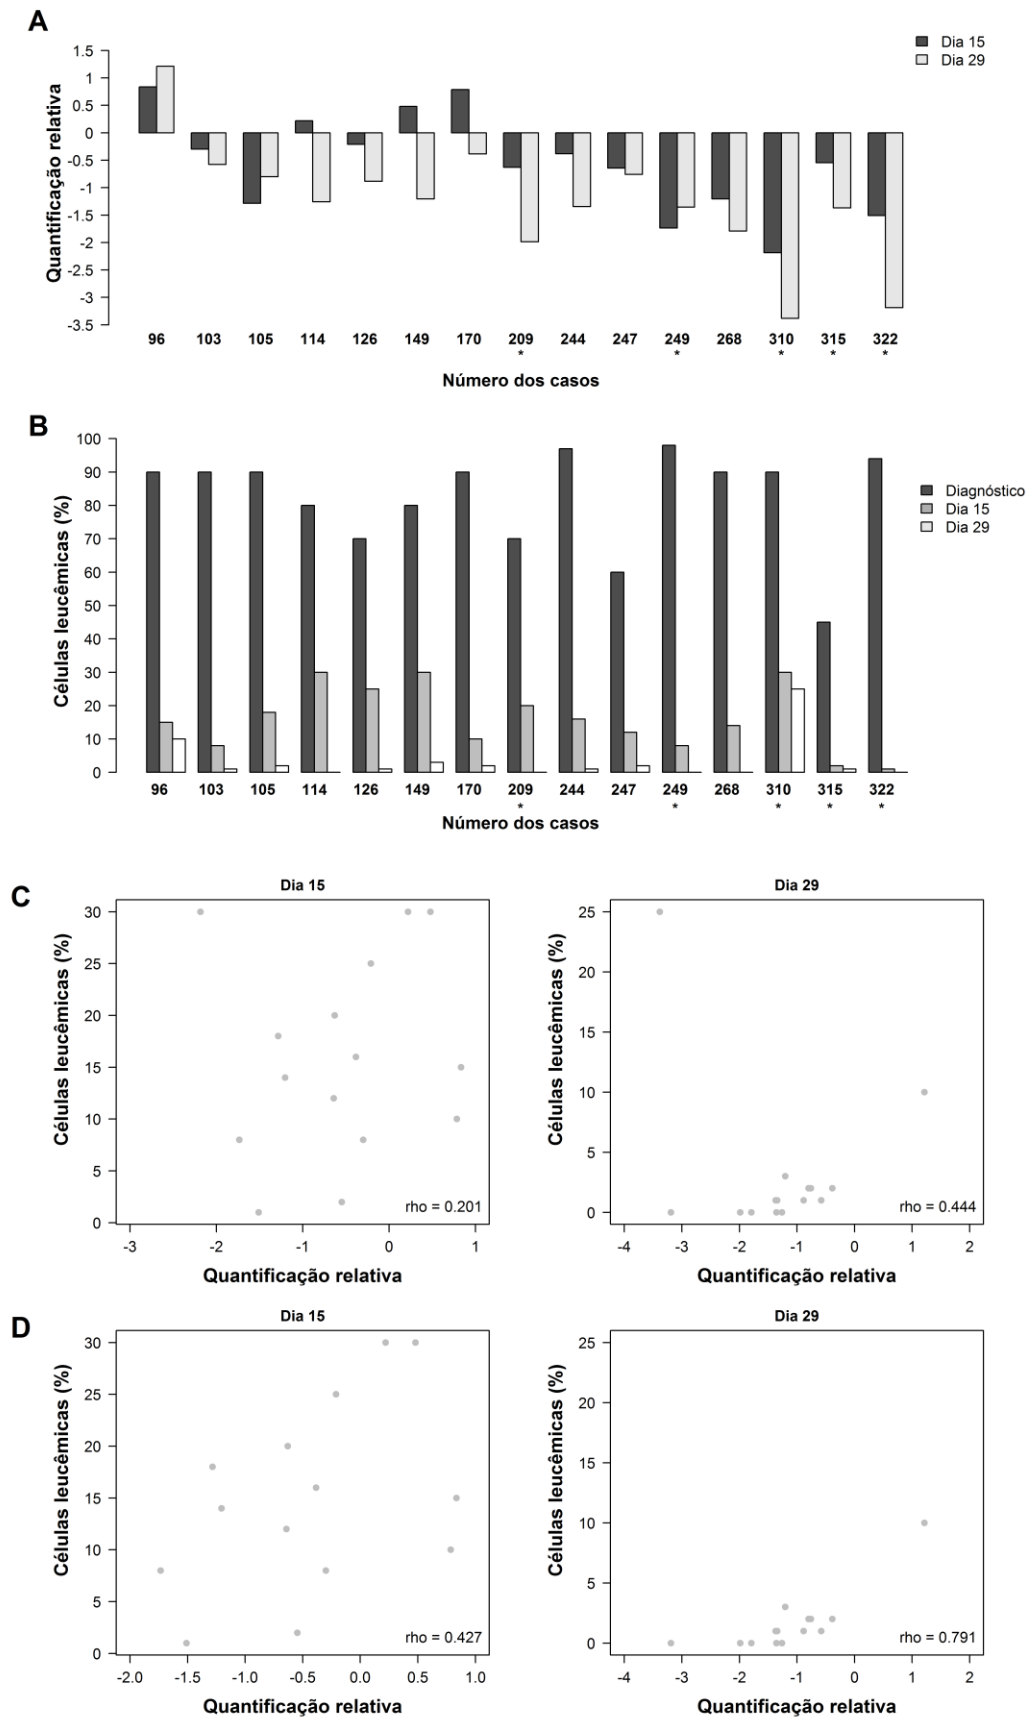 A
Dia 15
Dia 29
Quantificação relativa
1.5
1
0.5
0
-0.5
-1
-1.5
-2
-2.5
-3
-3.5
96 103 105 114 126 149 170 209 244 247 249 268 310 315 322
* * * * *
Número dos casos
B
Diagnóstico
Dia 15
Dia 29
Células leucêmicas (%)
100
90
80
70
60
50
40
30
20
10
0
96 103 105 114 126 149 170 209 244 247 249 268 310 315 322
* * * * *
Número dos casos
C
Dia 15
Células leucêmicas (%)
30
25
20
15
10
5
0
rho = 0.201
-3 -2 -1 0 1
Quantificação relativa
Dia 29
Células leucêmicas (%)
25
20
15
10
5
0
rho = 0.444
-4 -3 -2 -1 0 1 2
Quantificação relativa
D
Dia 15
Células leucêmicas (%)
30
25
20
15
10
5
0
rho = 0.427
-2.0 -1.5 -1.0 -0.5 0.0 0.5 1.0
Quantificação relativa
Dia 29
Células leucêmicas (%)
25
20
15
10
5
0
rho = 0.791
-4 -3 -2 -1 0 1 2
Quantificação relativa